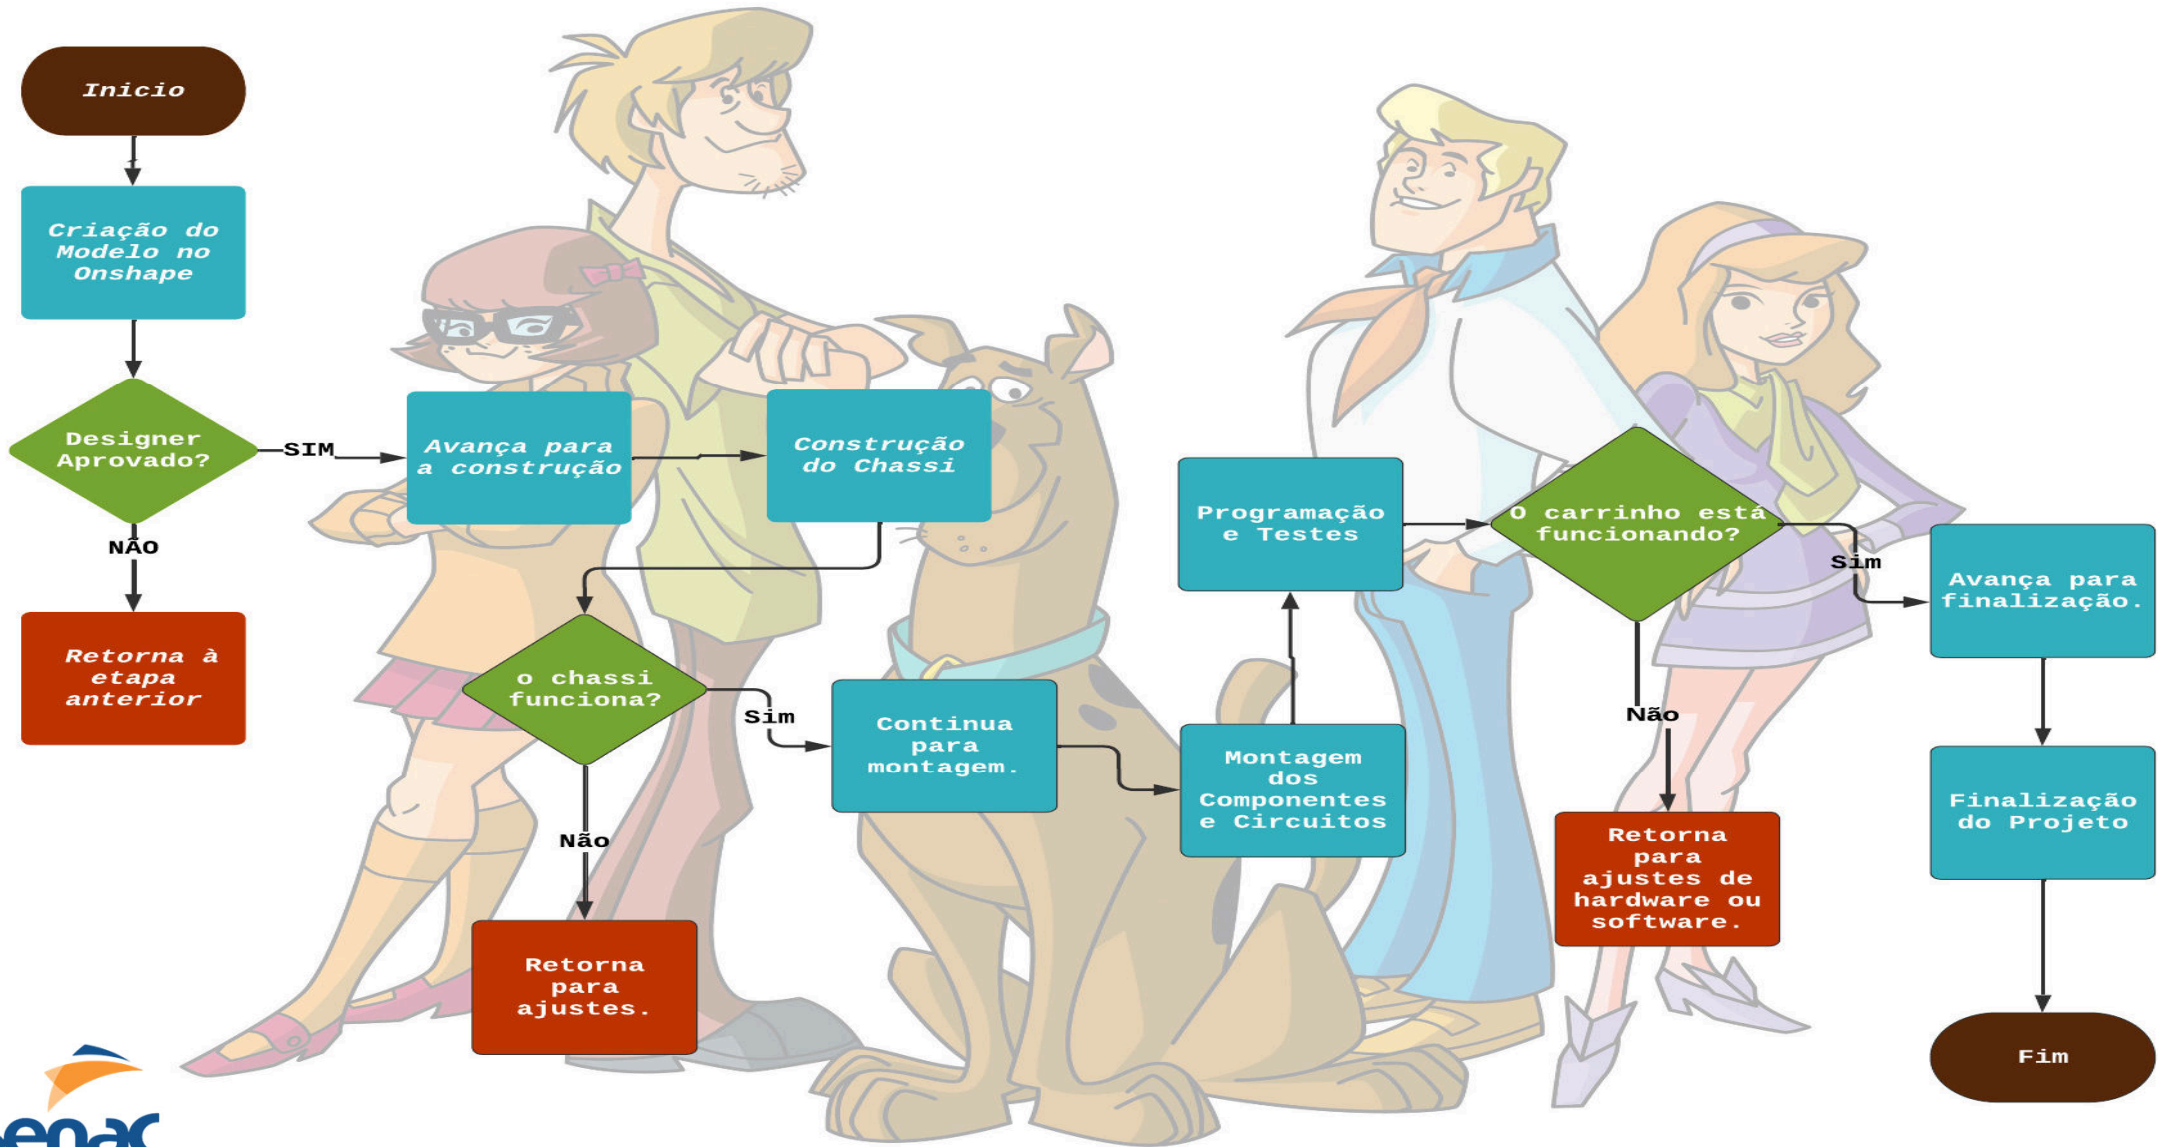 Inicio
Criação do
Modelo no
Onshape
Designer
Aprovado?
SIM
NÃO
Retorna à
etapa
anterior
Avança para
a construção
Construção
do Chassi
o chassi
funciona?
Sim
Não
Retorna
para
ajustes.
Continua
para
montagem.
Montagem
dos
Componentes
e Circuitos
Programação
e Testes
O carrinho está
funcionando?
Sim
Não
Retorna
para
ajustes de
hardware ou
software.
Avança para
finalização.
Finalização
do Projeto
Fim
senac